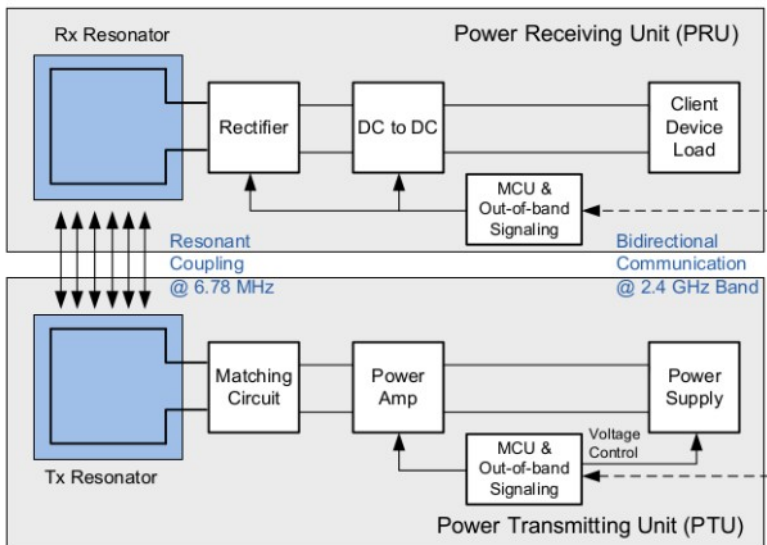 Rx Resonator
Power Receiving Unit (PRU)
Rectifier
DC to DC
Client
Device
Load
MCU &
Out-of-band
Signaling
Resonant
Coupling
@ 6.78 MHz
Bidirectional
Communication
@ 2.4 GHz Band
Matching
Circuit
Power
Amp
Power
Supply
Voltage
Control
MCU &
Out-of-band
Signaling
Tx Resonator
Power Transmitting Unit (PTU)